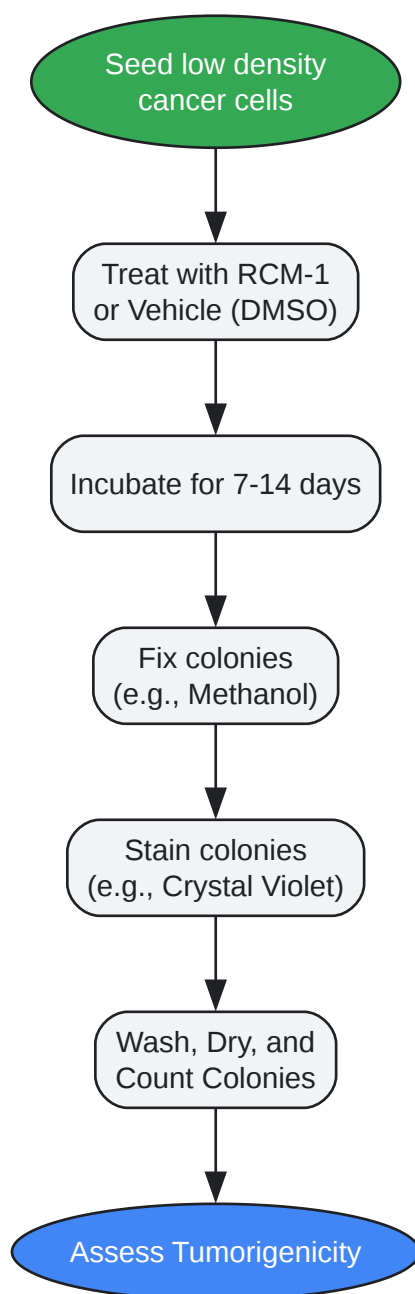 Seed low density
cancer cells
Treat with RCM-1
or Vehicle (DMSO)
Incubate for 7-14 days
Fix colonies
(e.g., Methanol)
Stain colonies
(e.g., Crystal Violet)
Wash, Dry, and
Count Colonies
Assess Tumorigenicity